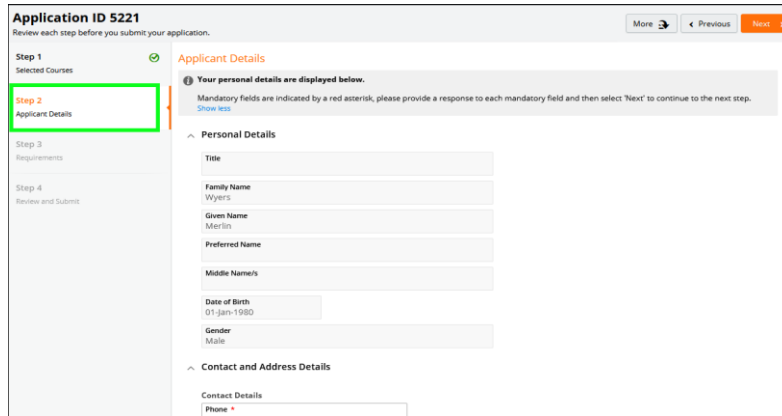 Application ID 5221
Review each step before you submit your application.
More
Previous
Next
Step 1
Selected Courses
Step 2
Applicant Details
Step 3
Requirements
Step 4
Review and Submit
Applicant Details
Your personal details are displayed below.
Mandatory fields are indicated by a red asterisk, please provide a response to each mandatory field and then select 'Next' to continue to the next step.
Show less
Personal Details
Title
Family Name
Wyers
Given Name
Merlin
Preferred Name
Middle Name/s
Date of Birth
01-Jan-1980
Gender
Male
Contact and Address Details
Contact Details
Phone *